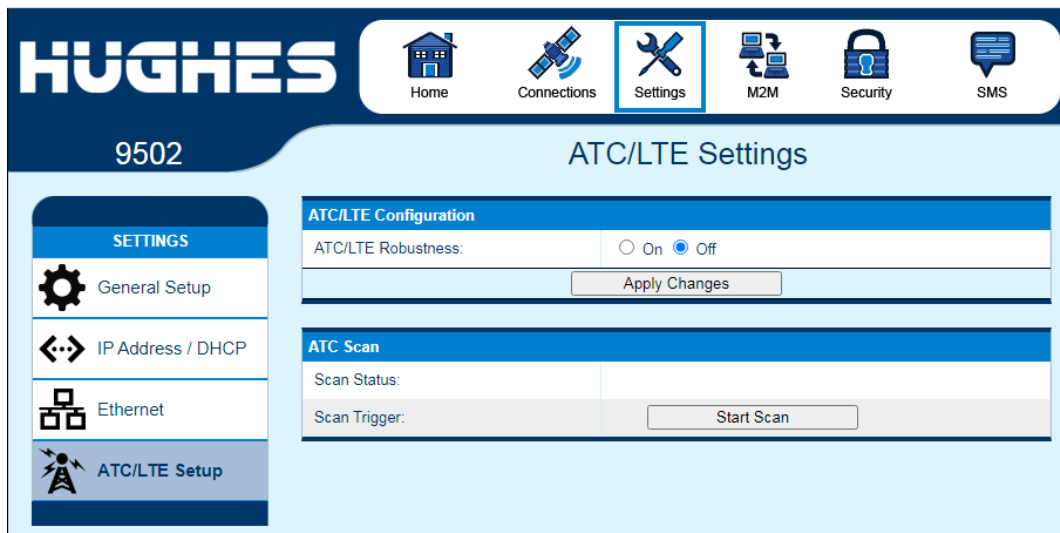 HUGHES
Home
Connections
Settings
M2M
Security
SMS
9502
ATC/LTE Settings
SETTINGS
General Setup
IP Address / DHCP
Ethernet
ATC/LTE Setup
ATC/LTE Configuration
ATC/LTE Robustness:
On Off
Apply Changes
ATC Scan
Scan Status:
Scan Trigger:
Start Scan